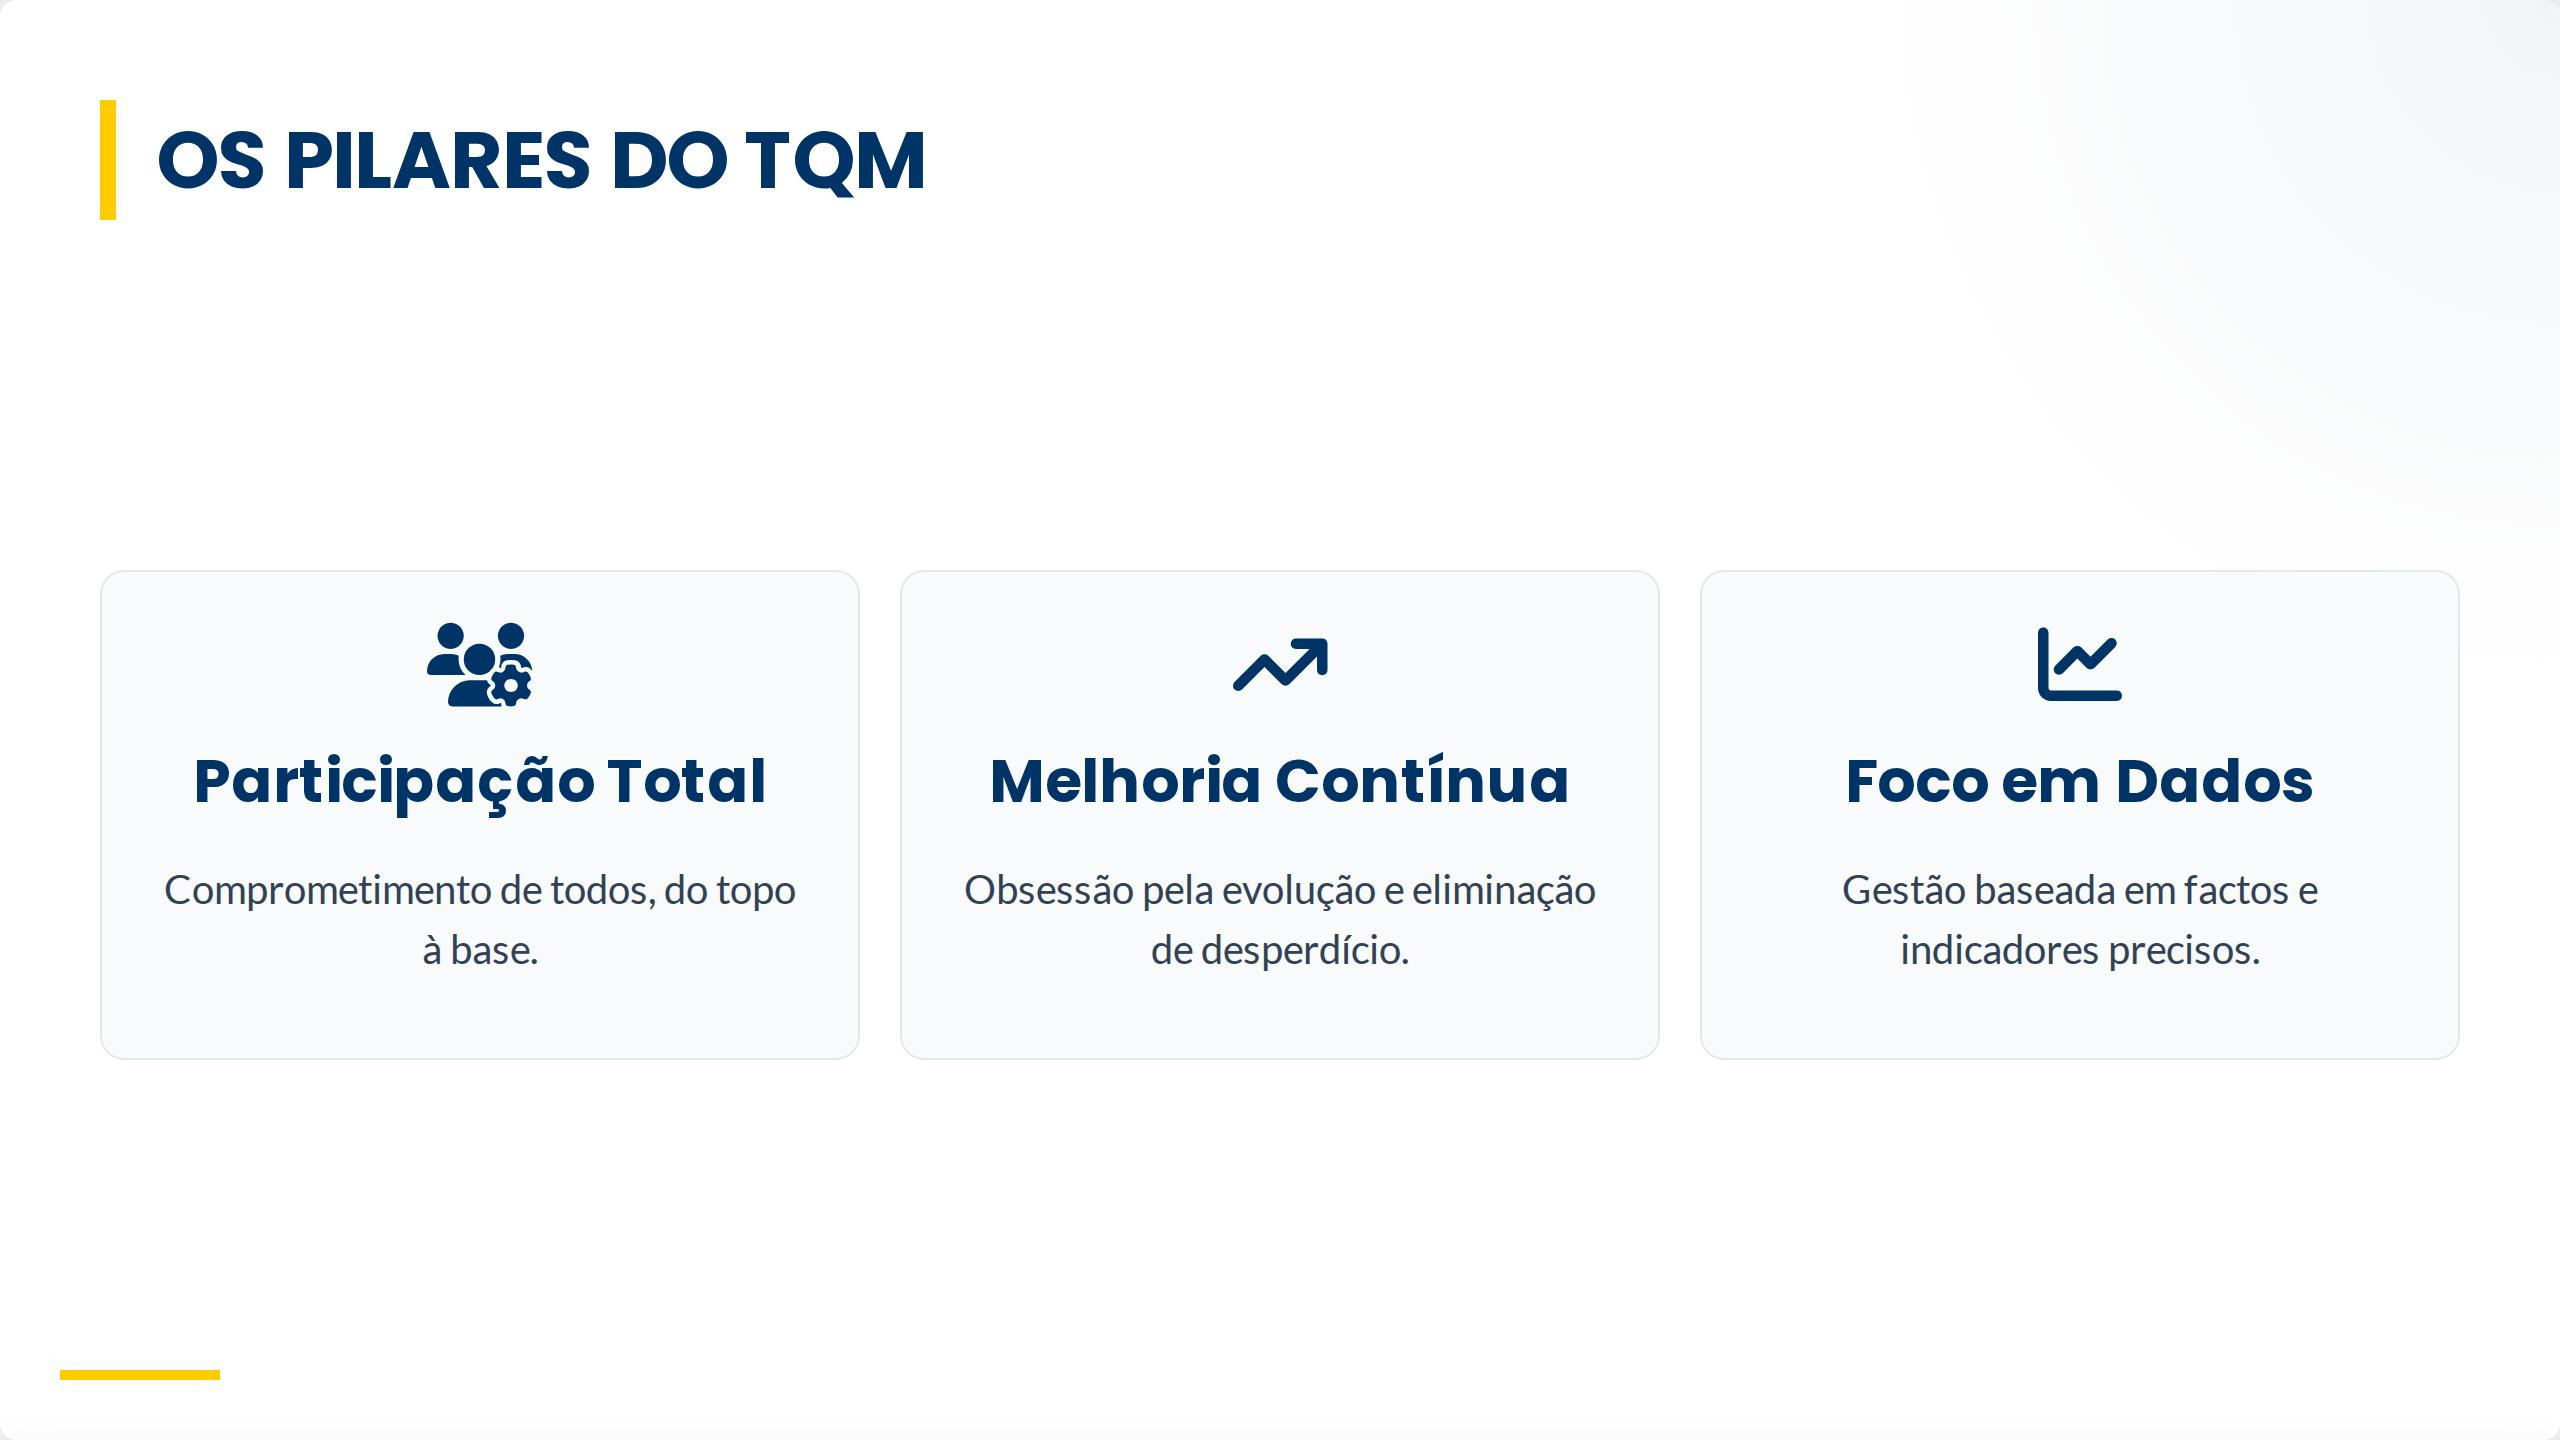 OS PILARES DO TQM
Participação Total
Comprometimento de todos, do topo
à base.
Melhoria Contínua
Obsessão pela evolução e eliminação
de desperdício.
Foco em Dados
Gestão baseada em factos e
indicadores precisos.